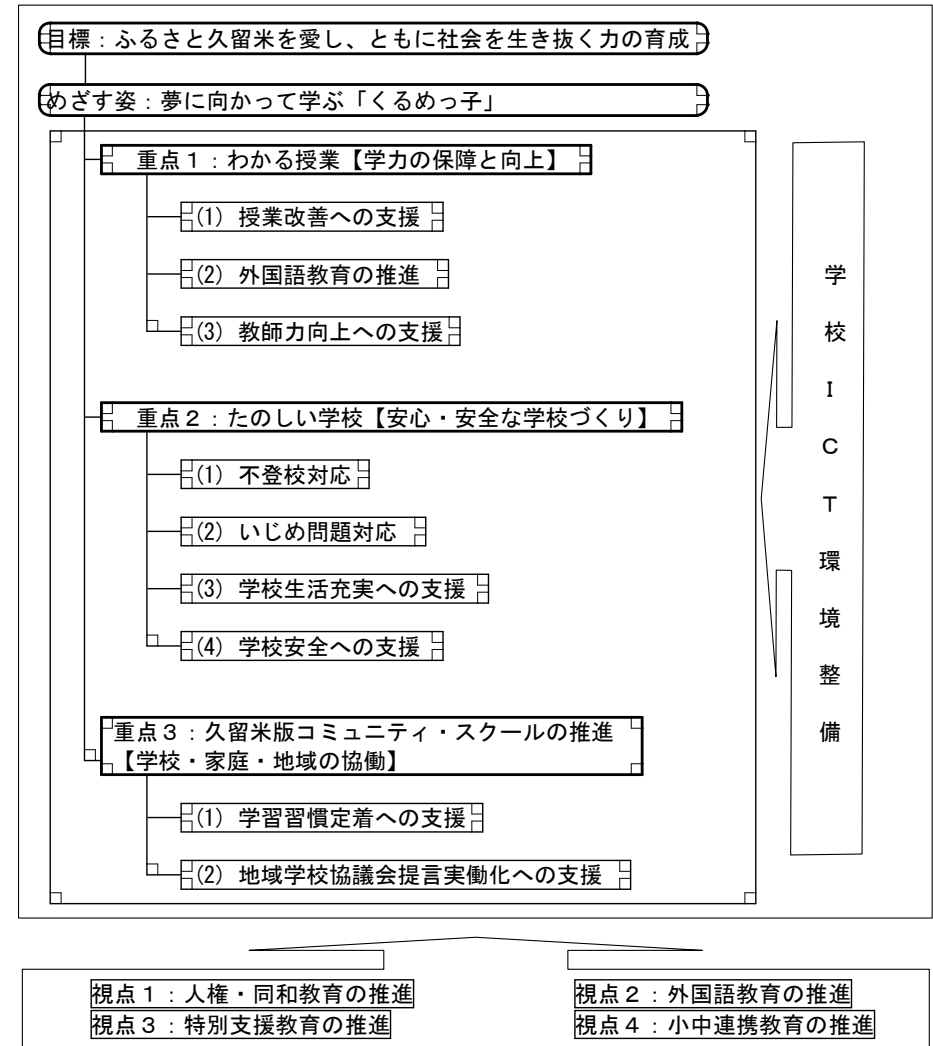 目標：ふるさと久留米を愛し、ともに社会を生き抜く力の育成
めざす姿：夢に向かって学ぶ「くるめっ子」
重点１：わかる授業【学力の保障と向上】
(1) 授業改善への支援
(2) 外国語教育の推進
(3) 教師力向上への支援
重点２：たのしい学校【安心・安全な学校づくり】
(1) 不登校対応
(2) いじめ問題対応
(3) 学校生活充実への支援
(4) 学校安全への支援
重点３：久留米版コミュニティ・スクールの推進
【学校・家庭・地域の協働】
(1) 学習習慣定着への支援
(2) 地域学校協議会提言実働化への支援
学校ＩＣＴ環境整備
視点１：人権・同和教育の推進
視点２：外国語教育の推進
視点３：特別支援教育の推進
視点４：小中連携教育の推進